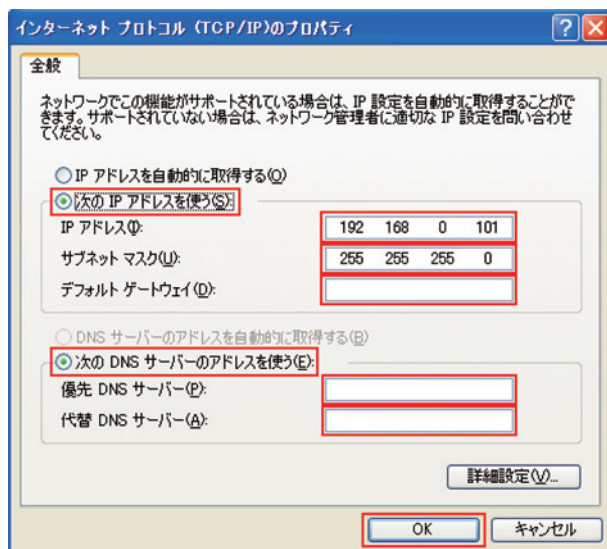 インターネット プロトコル (TCP/IP)のプロパティ
全般
ネットワークでこの機能がサポートされている場合は、IP 設定を自動的に取得することがで
きます。サポートされていない場合は、ネットワーク管理者に適切な IP 設定を問い合わせ
てください。
IP アドレスを自動的に取得する(O)
次の IP アドレスを使う(S):
IP アドレス(I): 192 168 0 101
サブネット マスク(U): 255 255 255 0
デフォルト ゲートウェイ(D):
DNS サーバーのアドレスを自動的に取得する(B)
次の DNS サーバーのアドレスを使う(E):
優先 DNS サーバー(P):
代替 DNS サーバー(A):
詳細設定(V)...
OK キャンセル